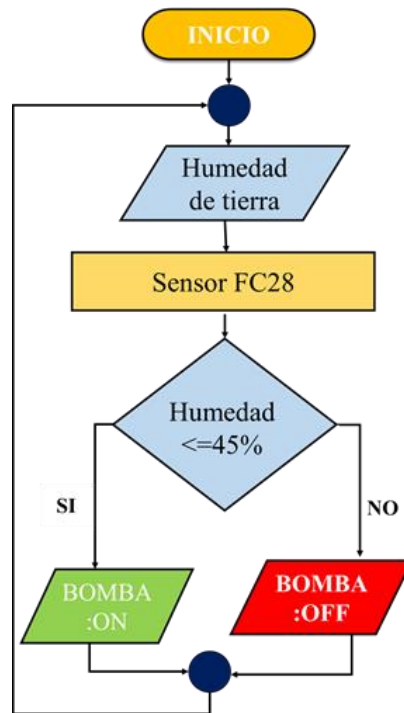 INICIO
Humedad
de tierra
Sensor FC28
Humedad
<=45%
SI
NO
BOMBA
:ON
BOMBA
:OFF